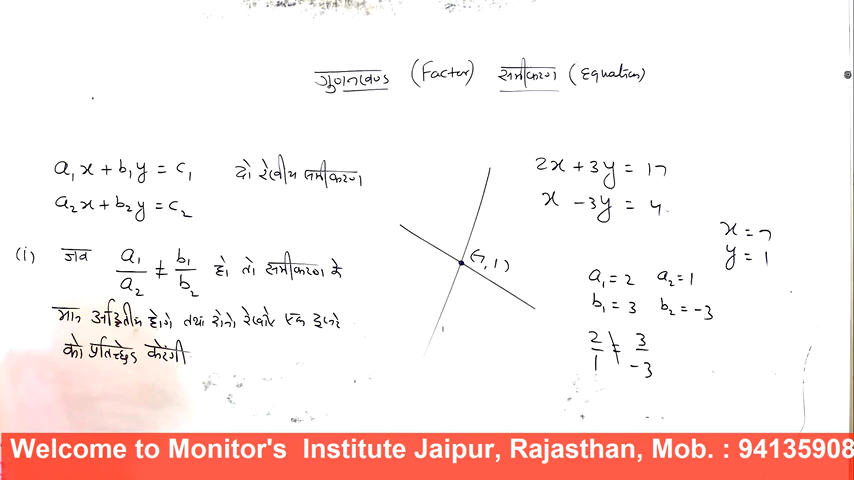 गुणनखण्ड (Factor) समीकरण (Equation)
a₁x + b₁y = c₁ दो रेखीय समीकरण
a₂x + b₂y = c₂
(i) जब a₁/a₂ ≠ b₁/b₂ हो तो समीकरण के
मान अद्वितीय होंगे तथा दोनो रेखाएं एक दूसरे
को प्रतिच्छेद करेंगी
(7, 1)
2x + 3y = 17
x - 3y = 4
x = 7
y = 1
a₁ = 2 a₂ = 1
b₁ = 3 b₂ = -3
2/1 ≠ 3/-3
Welcome to Monitor's Institute Jaipur, Rajasthan, Mob. : 94135908